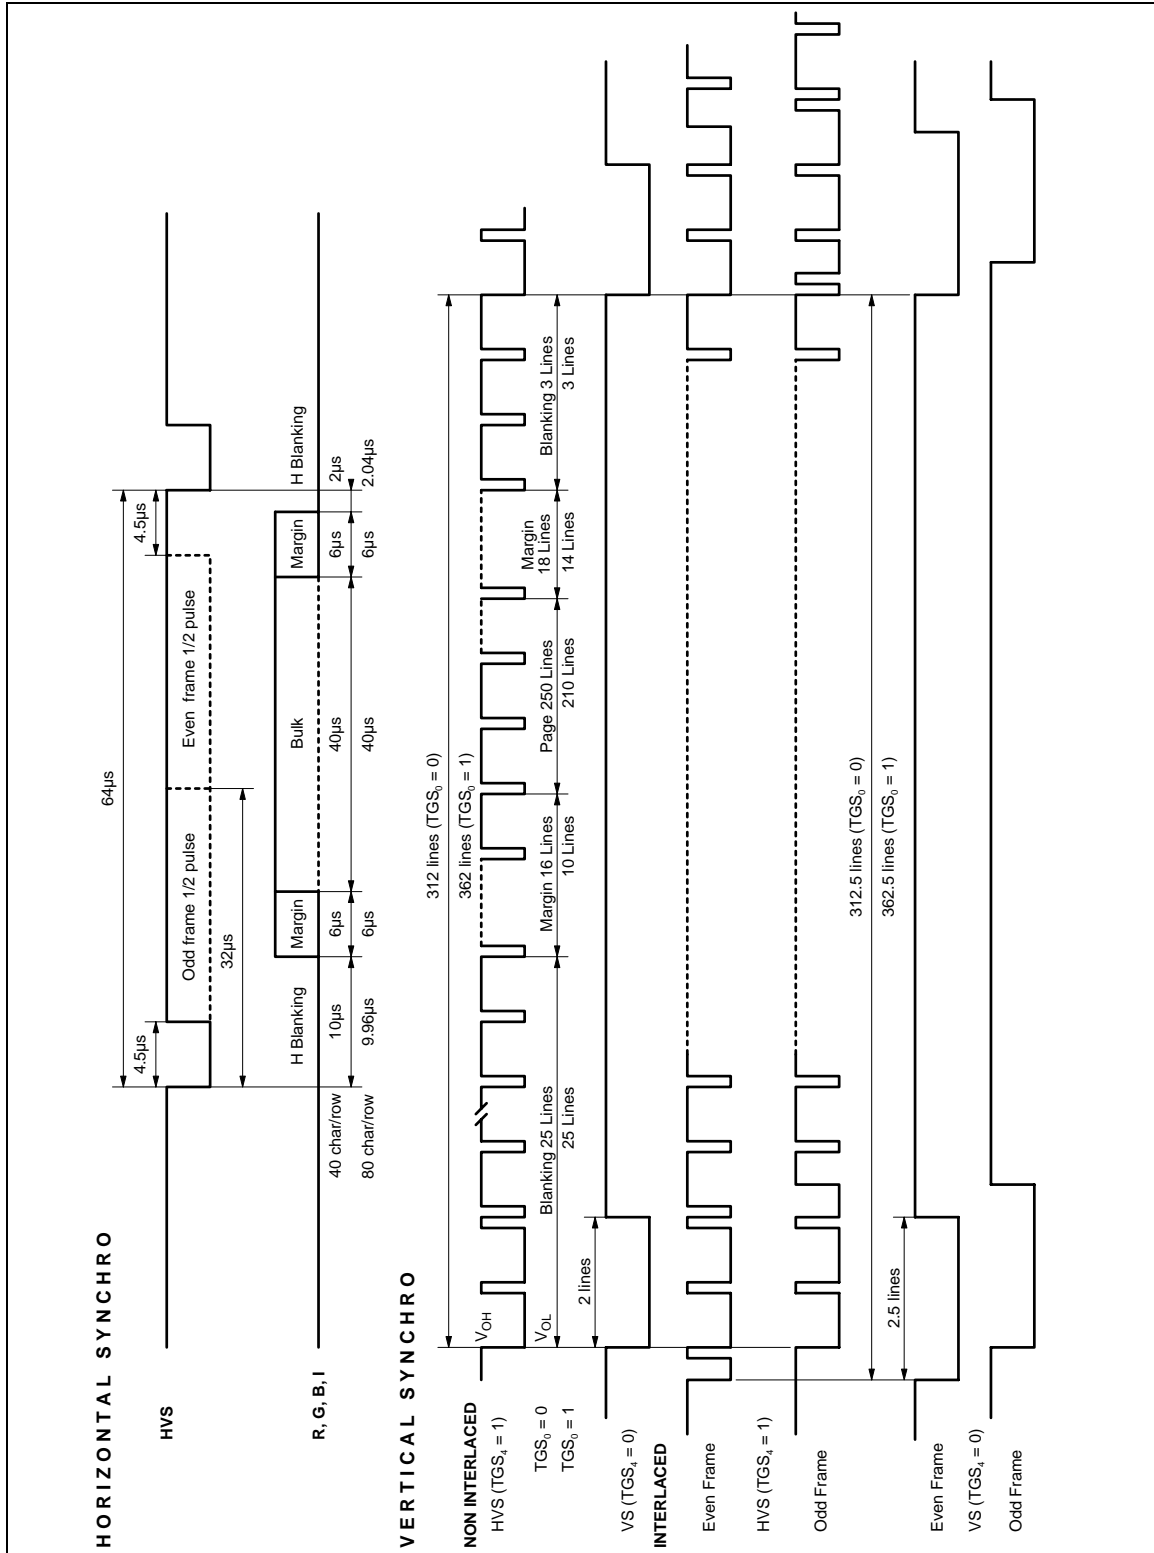 HORIZONTAL SYNCHRO
64µs
4.5µs
4.5µs
HVS
Odd frame 1/2 pulse
Even frame 1/2 pulse
32µs
R, G, B, I
H Blanking
Margin
Bulk
Margin
H Blanking
40 char/row
10µs
6µs
40µs
6µs
2µs
80 char/row
9.96µs
6µs
40µs
6µs
2.04µs
VERTICAL SYNCHRO
312 lines (TGS0 = 0)
362 lines (TGS0 = 1)
NON INTERLACED
HVS (TGS4 = 1)
VOH
VOL
TGS0 = 0
Blanking 25 Lines
Margin 16 Lines
Page 250 Lines
Margin
18 Lines
Blanking 3 Lines
TGS0 = 1
25 Lines
10 Lines
210 Lines
14 Lines
3 Lines
2 lines
VS (TGS4 = 0)
INTERLACED
Even Frame
HVS (TGS4 = 1)
Odd Frame
312.5 lines (TGS0 = 0)
362.5 lines (TGS0 = 1)
2.5 lines
Even Frame
VS (TGS4 = 0)
Odd Frame